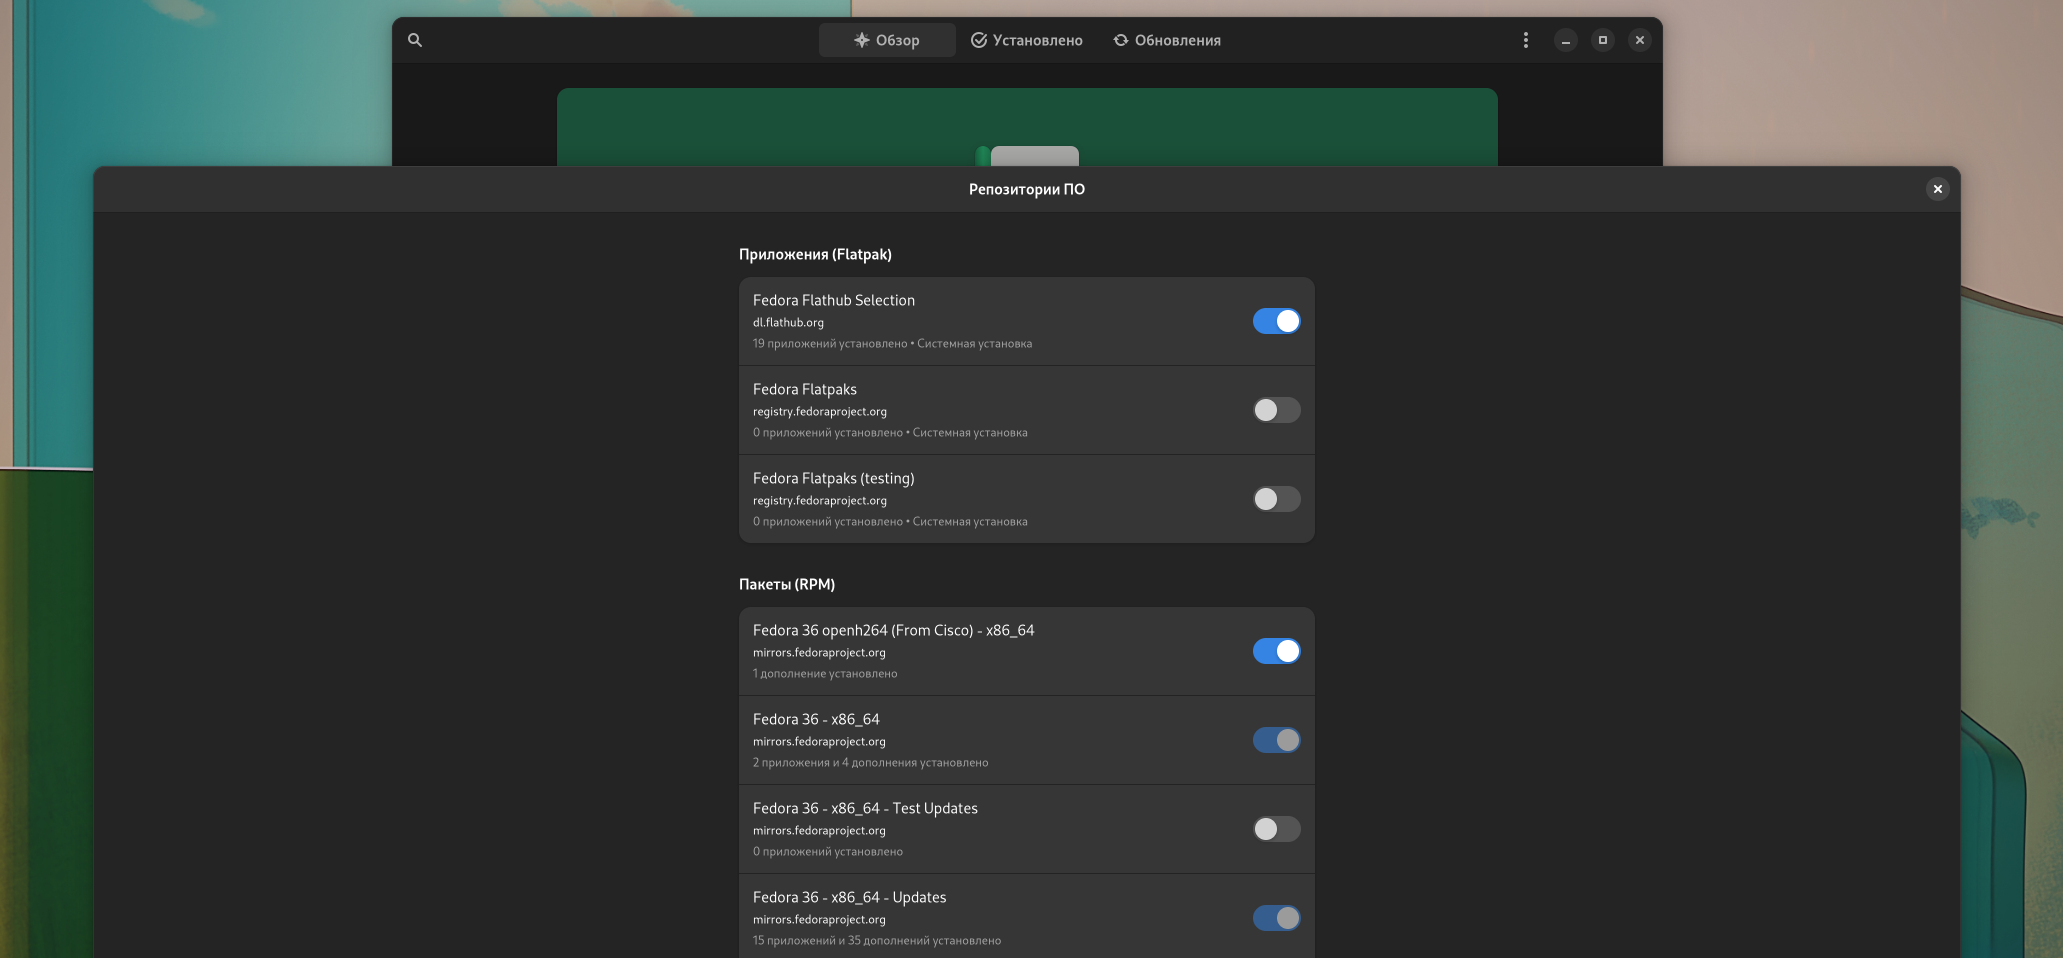 Обзор
Установлено
Обновления
Репозитории ПО
Приложения (Flatpak)
Fedora Flathub Selection
dl.flathub.org
19 приложений установлено • Системная установка
Fedora Flatpaks
registry.fedoraproject.org
0 приложений установлено • Системная установка
Fedora Flatpaks (testing)
registry.fedoraproject.org
0 приложений установлено • Системная установка
Пакеты (RPM)
Fedora 36 openh264 (From Cisco) - x86_64
mirrors.fedoraproject.org
1 дополнение установлено
Fedora 36 - x86_64
mirrors.fedoraproject.org
2 приложения и 4 дополнения установлено
Fedora 36 - x86_64 - Test Updates
mirrors.fedoraproject.org
0 приложений установлено
Fedora 36 - x86_64 - Updates
mirrors.fedoraproject.org
15 приложений и 35 дополнений установлено